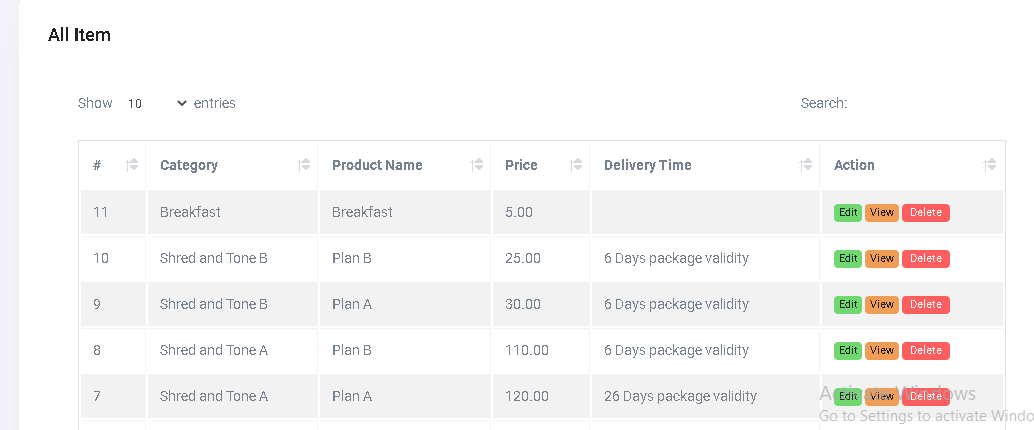 All Item
Show 10 entries Search:
# Category Product Name Price Delivery Time Action
11 Breakfast Breakfast 5.00 Edit View Delete
10 Shred and Tone B Plan B 25.00 6 Days package validity Edit View Delete
9 Shred and Tone B Plan A 30.00 6 Days package validity Edit View Delete
8 Shred and Tone A Plan B 110.00 6 Days package validity Edit View Delete
7 Shred and Tone A Plan A 120.00 26 Days package validity Edit View Delete
Activate Windows
Go to Settings to activate Windo